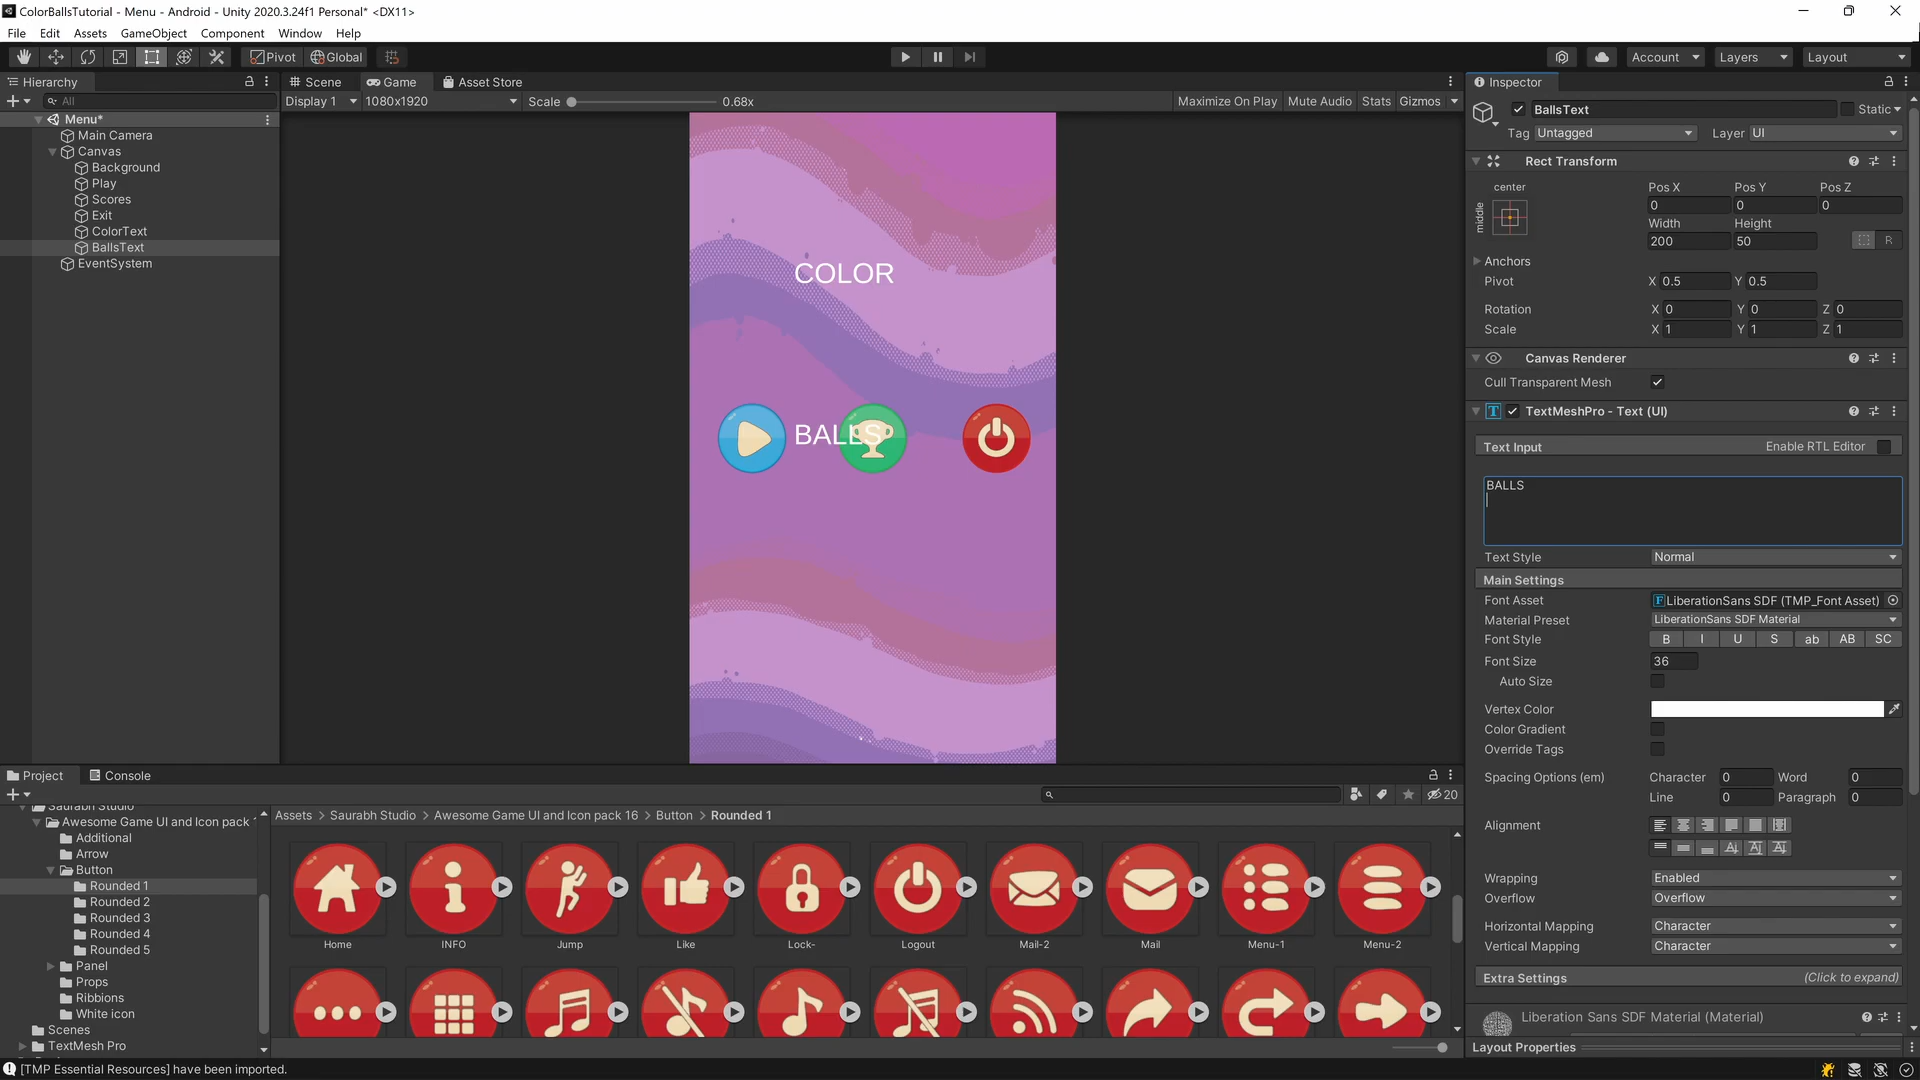 ColorBallsTutorial - Menu - Android - Unity 2020.3.24f1 Personal* <DX11>
File Edit Assets GameObject Component Window Help
Pivot Global Account Layers Layout
Hierarchy
All
Menu*
Main Camera
Canvas
Background
Play
Scores
Exit
ColorText
BallsText
EventSystem
Scene Game Asset Store
Display 1 1080x1920 Scale 0.68x Maximize On Play Mute Audio Stats Gizmos
COLOR
BALLS
Inspector
BallsText Static
Tag Untagged Layer UI
Rect Transform
center Pos X Pos Y Pos Z
middle 0 0 0
Width Height
200 50 R
Anchors
Pivot X 0.5 Y 0.5
Rotation X 0 Y 0 Z 0
Scale X 1 Y 1 Z 1
Canvas Renderer
Cull Transparent Mesh
TextMeshPro - Text (UI)
Text Input Enable RTL Editor
BALLS
Text Style Normal
Main Settings
Font Asset LiberationSans SDF (TMP_Font Asset)
Material Preset LiberationSans SDF Material
Font Style B I U S ab AB SC
Font Size 36
Auto Size
Vertex Color
Color Gradient
Override Tags
Spacing Options (em) Character 0 Word 0
Line 0 Paragraph 0
Alignment
Wrapping Enabled
Overflow Overflow
Horizontal Mapping Character
Vertical Mapping Character
Extra Settings (Click to expand)
Liberation Sans SDF Material (Material)
Layout Properties
Project Console
20
Saurabh Studio
Awesome Game UI and Icon pack
Additional
Arrow
Button
Rounded 1
Rounded 2
Rounded 3
Rounded 4
Rounded 5
Panel
Props
Ribbions
White icon
Scenes
TextMesh Pro
Assets > Saurabh Studio > Awesome Game UI and Icon pack 16 > Button > Rounded 1
Home INFO Jump Like Lock- Logout Mail-2 Mail Menu-1 Menu-2
[TMP Essential Resources] have been imported.